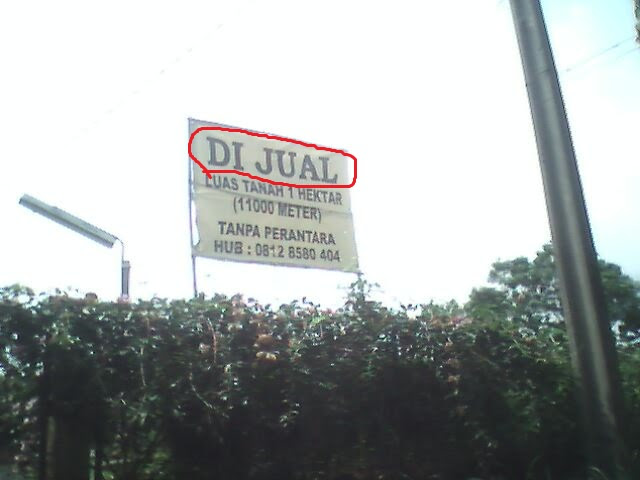 DI JUAL
LUAS TANAH 1 HEKTAR
(11000 METER)
TANPA PERANTARA
HUB : 0812 8580 404